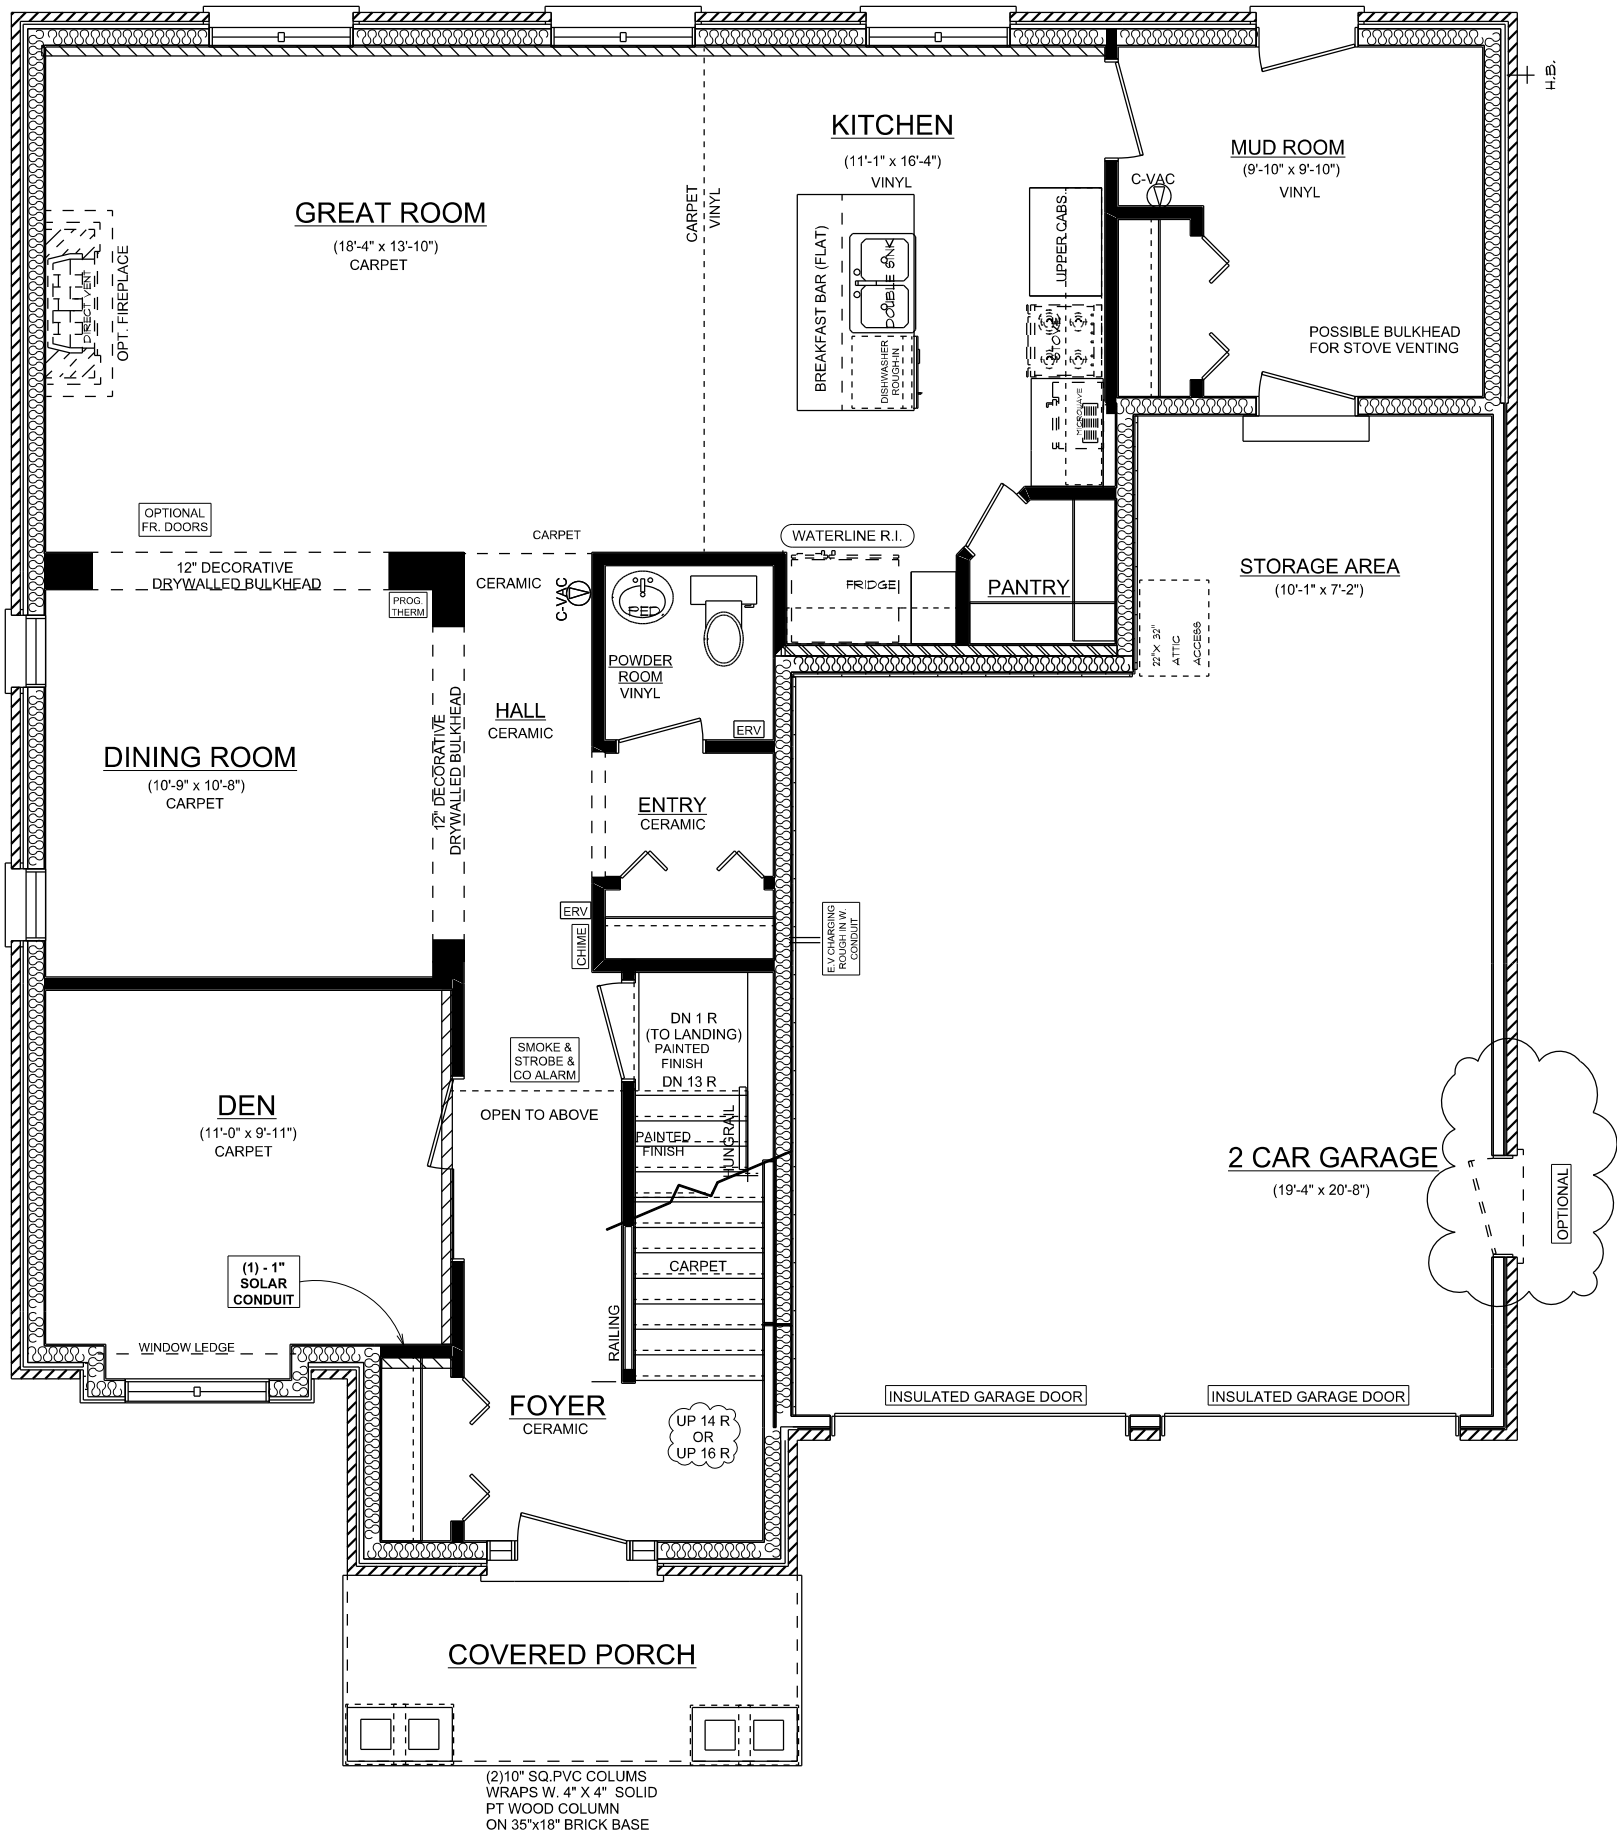 H.B.
KITCHEN
(11'-1" x 16'-4")
VINYL
MUD ROOM
(9'-10" x 9'-10")
VINYL
C-VAC
GREAT ROOM
(18'-4" x 13'-10")
CARPET
CARPET
VINYL
UPPER CABS.
BREAKFAST BAR (FLAT)
DOUBLE SINK
DISHWASHER
ROUGH-IN
STOVE
MICROWAVE
DIRECT VENT
OPT. FIREPLACE
POSSIBLE BULKHEAD
FOR STOVE VENTING
OPTIONAL
FR. DOORS
CARPET
WATERLINE R.I.
12" DECORATIVE
DRYWALLED BULKHEAD
CERAMIC
C-VAC
PED.
FRIDGE
PANTRY
STORAGE AREA
(10'-1" x 7'-2")
PROG.
THERM
22"x 32"
ATTIC
ACCESS
POWDER
ROOM
VINYL
HALL
CERAMIC
ERV
12" DECORATIVE
DRYWALLED BULKHEAD
DINING ROOM
(10'-9" x 10'-8")
CARPET
ENTRY
CERAMIC
ERV
CHIME
E.V CHARGING
ROUGH IN W.
CONDUIT
DN 1 R
(TO LANDING)
PAINTED
FINISH
DN 13 R
SMOKE &
STROBE &
CO ALARM
OPEN TO ABOVE
PAINTED
FINISH
HUNGRAIL
DEN
(11'-0" x 9'-11")
CARPET
2 CAR GARAGE
(19'-4" x 20'-8")
OPTIONAL
(1) - 1"
SOLAR
CONDUIT
CARPET
RAILING
WINDOW LEDGE
INSULATED GARAGE DOOR
INSULATED GARAGE DOOR
FOYER
CERAMIC
UP 14 R
OR
UP 16 R
COVERED PORCH
(2)10" SQ.PVC COLUMS
WRAPS W. 4" X 4" SOLID
PT WOOD COLUMN
ON 35"x18" BRICK BASE